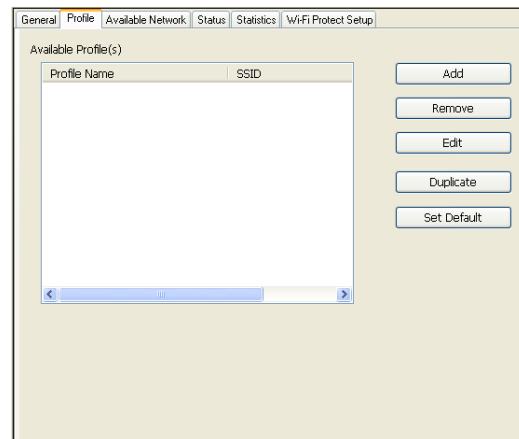 General Profile Available Network Status Statistics Wi-Fi Protect Setup
Available Profile(s)
Profile Name SSID
Add
Remove
Edit
Duplicate
Set Default